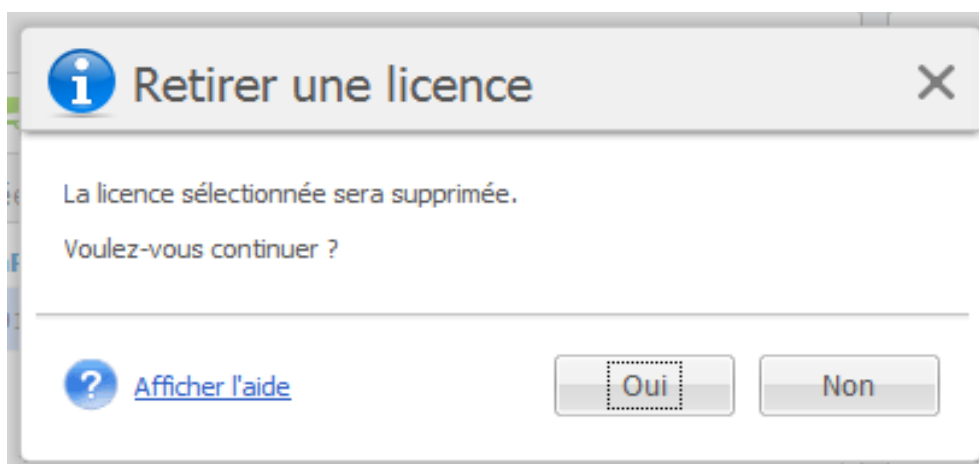 Retirer une licence
La licence sélectionnée sera supprimée.
Voulez-vous continuer ?
Afficher l'aide
Oui
Non